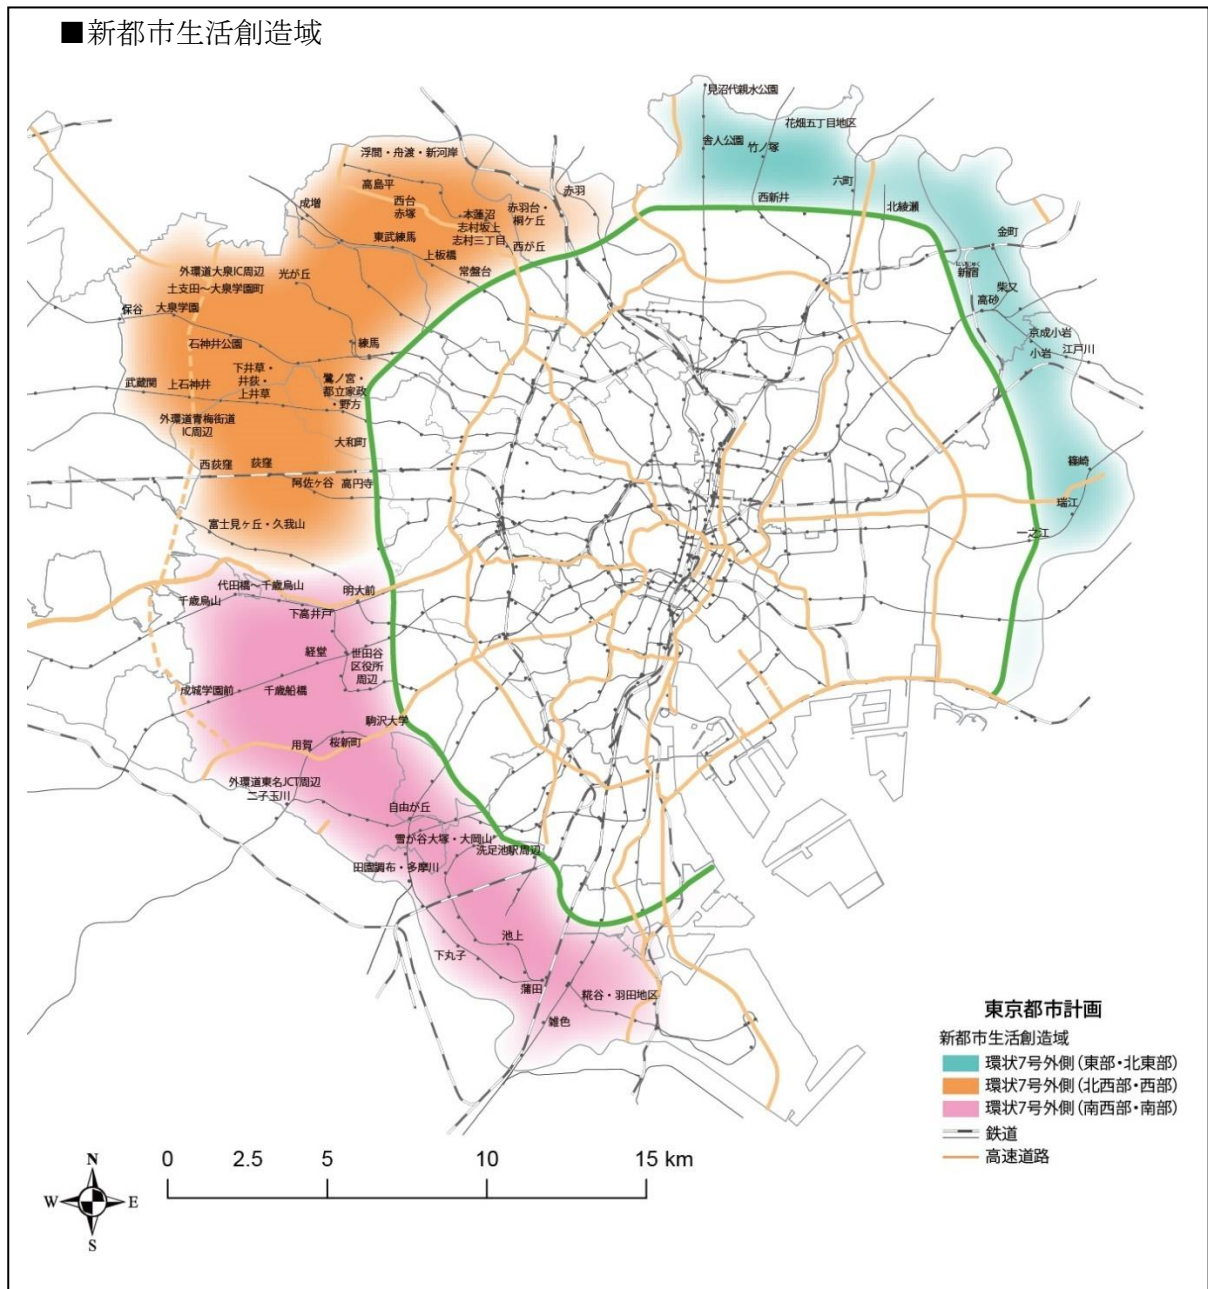 ■新都市生活創造域
見沼代親水公園
花畑五丁目地区
舎人公園
竹ノ塚
六町
西新井
北綾瀬
金町
にいじゅく
新宿
柴又
高砂
京成小岩
小岩
江戸川
篠崎
瑞江
一之江
浮間・舟渡・新河岸
高島平
赤羽
成増
西台
赤塚
本蓮沼
志村坂上
志村三丁目
赤羽台・
桐ケ丘
西が丘
東武練馬
上板橋
常盤台
外環道大泉IC周辺
光が丘
土支田～大泉学園町
保谷
大泉学園
石神井公園
練馬
下井草・
井荻・
上井草
鷺ノ宮・
都立家政
・野方
武蔵関
上石神井
外環道青梅街道
IC周辺
大和町
西荻窪
荻窪
阿佐ヶ谷
高円寺
富士見ヶ丘・久我山
代田橋～千歳烏山
千歳烏山
明大前
下高井戸
経堂
世田谷
区役所
周辺
成城学園前
千歳船橋
駒沢大学
用賀
桜新町
外環道東名JCT周辺
二子玉川
自由が丘
雪が谷大塚・大岡山
洗足池駅周辺
田園調布・多摩川
池上
下丸子
蒲田
糀谷・羽田地区
雑色
東京都市計画
新都市生活創造域
環状7号外側(東部・北東部)
環状7号外側(北西部・西部)
環状7号外側(南西部・南部)
鉄道
高速道路
0 2.5 5 10 15 km
N
W E
S